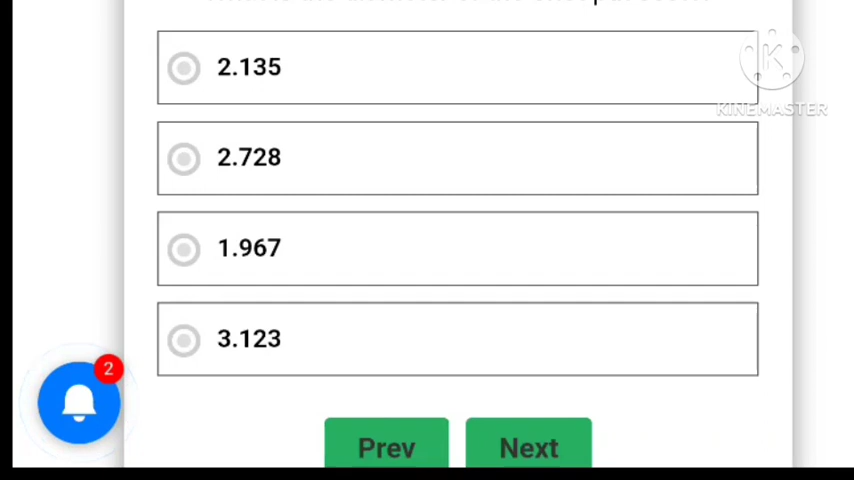 2.135
KINEMASTER
2.728
1.967
3.123
2
Prev
Next